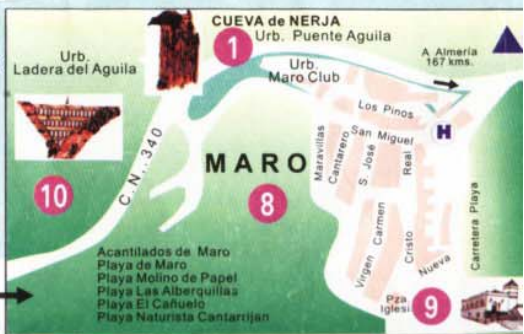 CUEVA de NERJA
1
Urb. Puente Aguila
Urb.
Ladera del Aguila
Urb.
Maro Club
A Almería
167 kms.
Los Pinos
San Miguel
H
Maravillas
Cantarero
S. José
Real
C.N. 340
MARO
10
8
Virgen Carmen
Cristo
Nueva
Carretera Playa
Acantilados de Maro
Playa de Maro
Playa Molino de Papel
Playa Las Alberquillas
Playa El Cañuelo
Playa Naturista Cantarrijan
Pza.
Iglesi
9